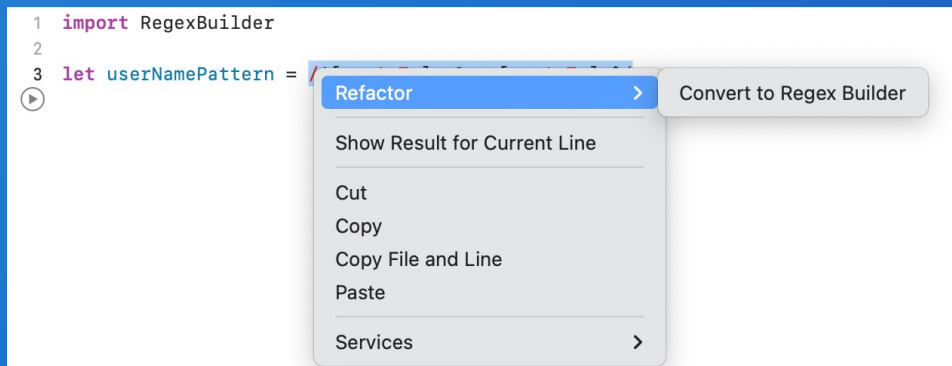 1 import RegexBuilder
2
3 let userNamePattern = /
Refactor
Convert to Regex Builder
Show Result for Current Line
Cut
Copy
Copy File and Line
Paste
Services